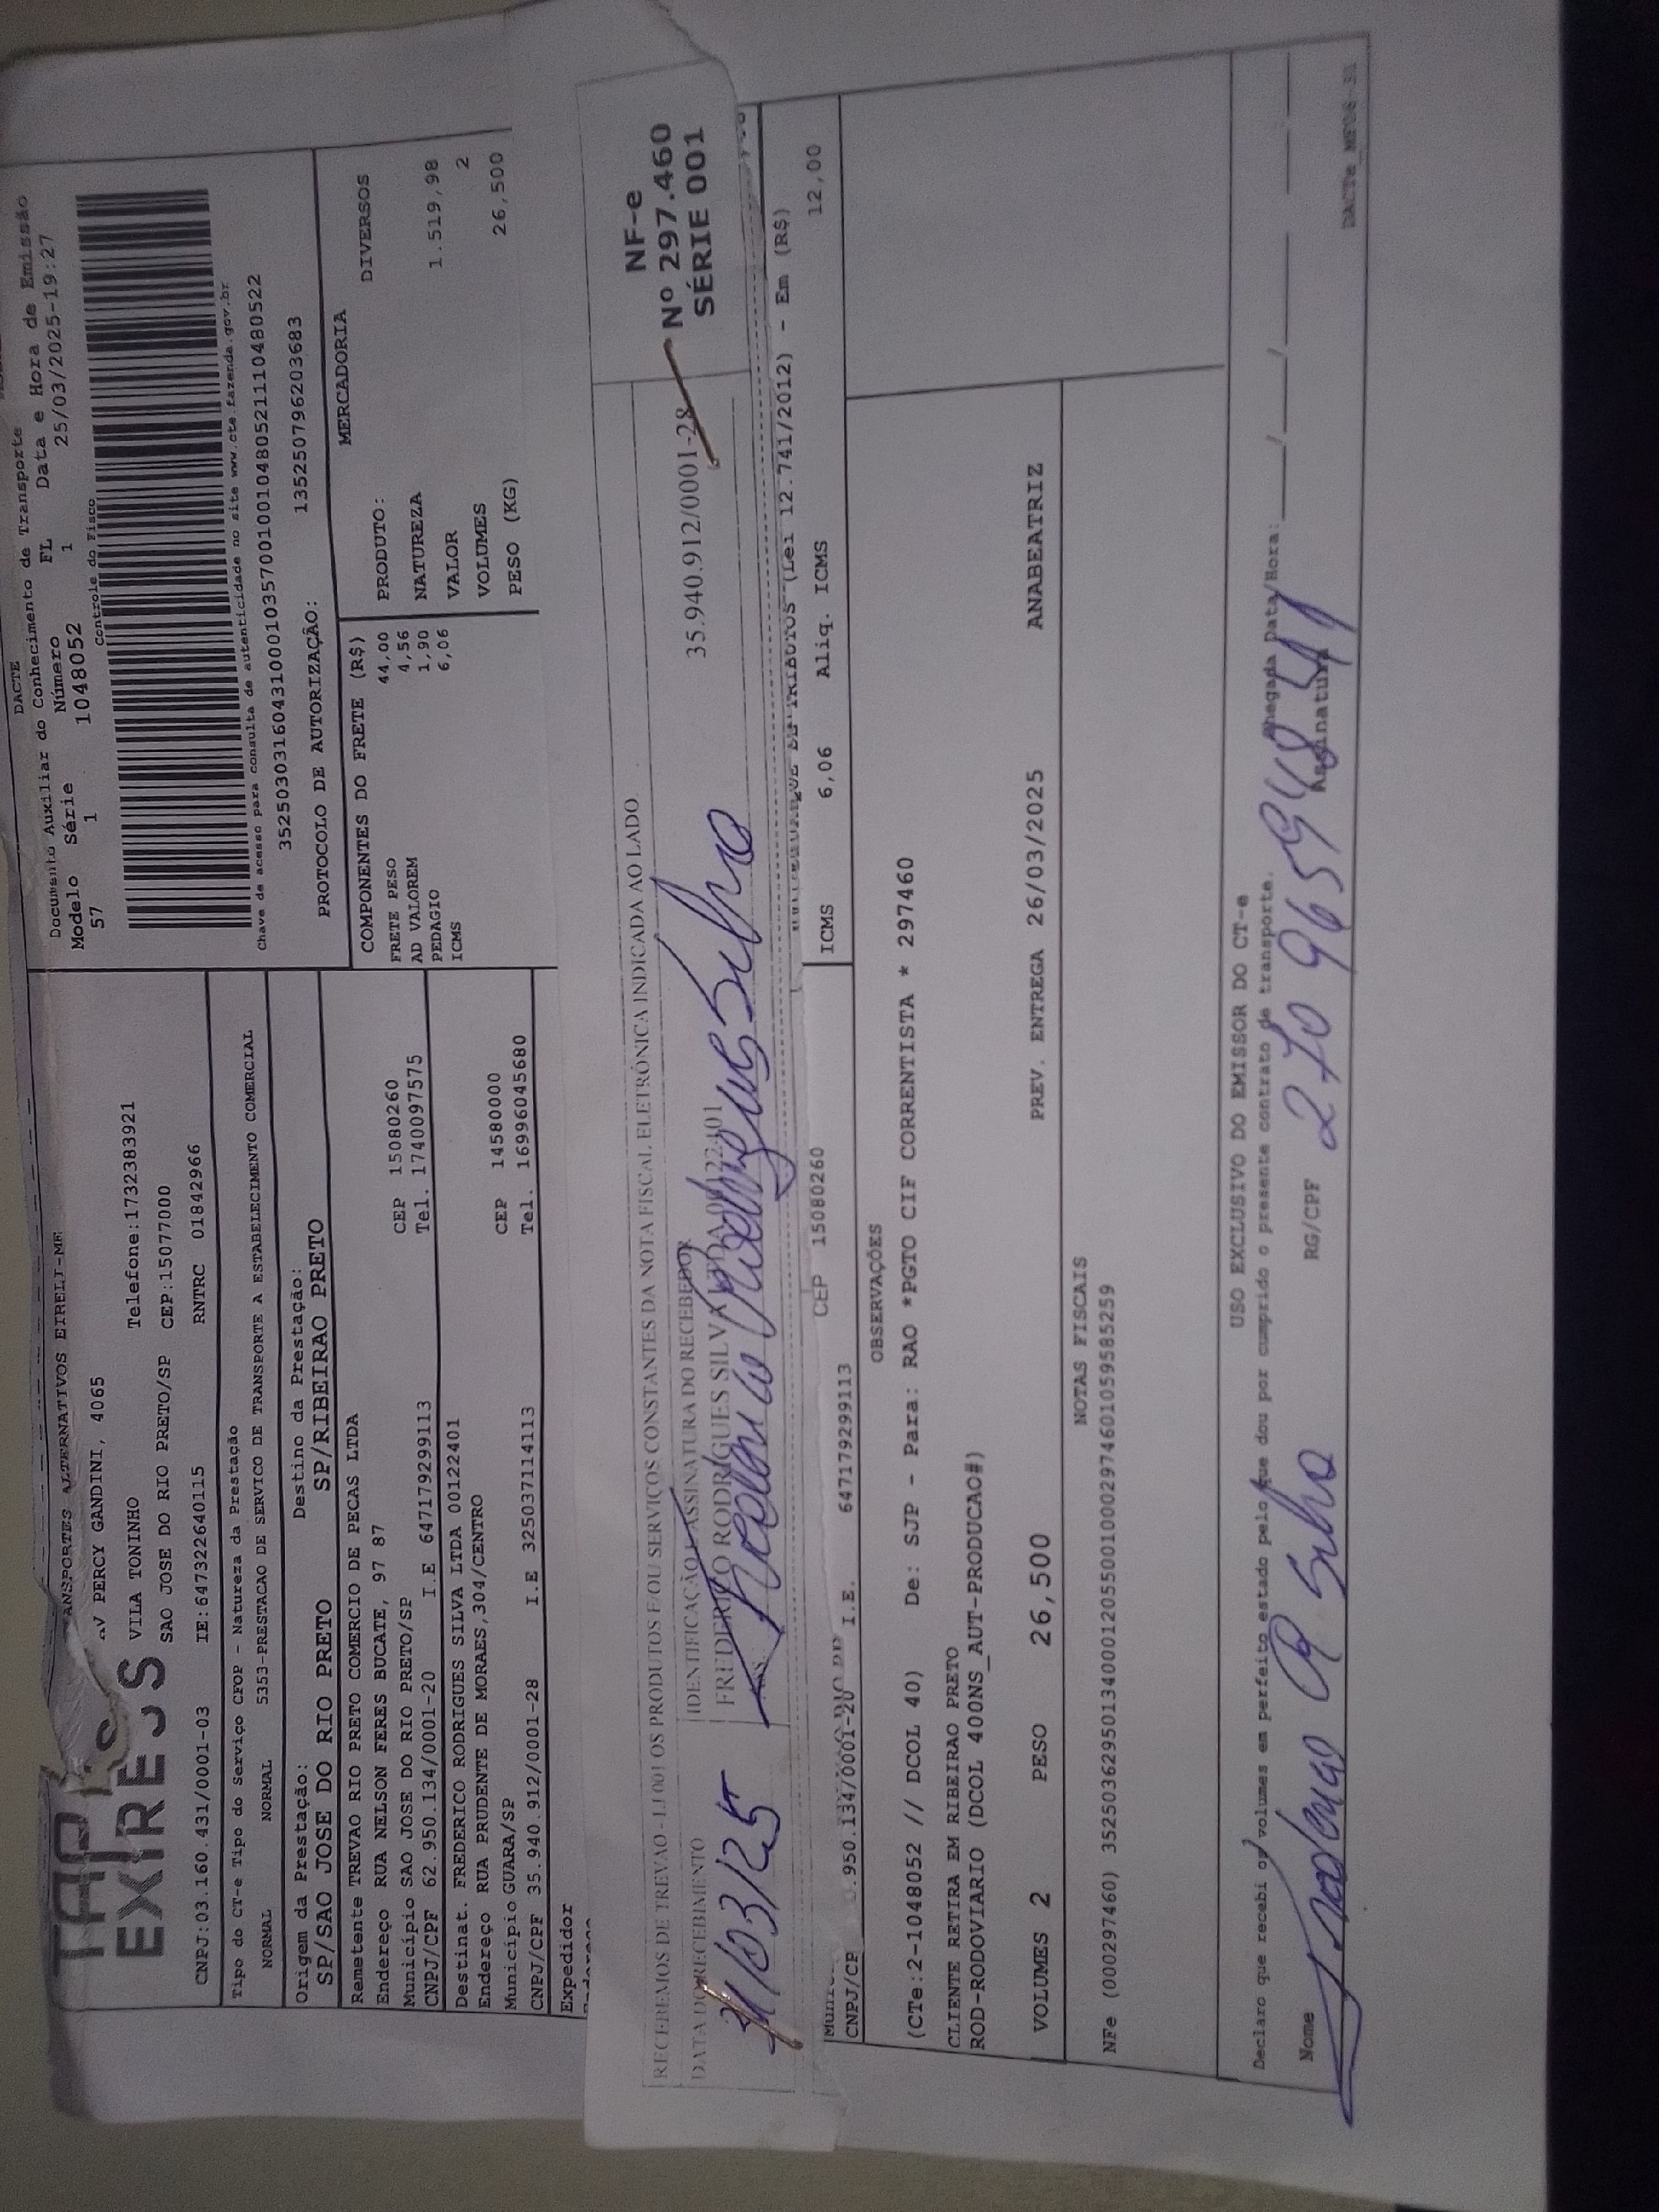 DACTE
Documento Auxiliar do Conhecimento de Transporte
Modelo Série Número FL Data e Hora de Emissão
57 1 1048052 1 25/03/2025-19:27
Controle do Fisco
Chave de acesso para consulta de autenticidade no site www.cte.fazenda.gov.br
35250303160431000103570010010480521110480522
PROTOCOLO DE AUTORIZAÇÃO: 135250796203683
TAP
EXPRESS
ANSPORTES ALTERNATIVOS EIRELI-ME
AV PERCY GANDINI, 4065
VILA TONINHO Telefone:1732383921
SAO JOSE DO RIO PRETO/SP CEP:15077000
CNPJ:03.160.431/0001-03 IE:647322640115 RNTRC 01842966
Tipo do CT-e Tipo do Serviço CFOP - Natureza da Prestação
NORMAL NORMAL 5353-PRESTACAO DE SERVICO DE TRANSPORTE A ESTABELECIMENTO COMERCIAL
Origem da Prestação: Destino da Prestação:
SP/SAO JOSE DO RIO PRETO SP/RIBEIRAO PRETO
Remetente TREVAO RIO PRETO COMERCIO DE PECAS LTDA
Endereço RUA NELSON FERES BUCATE, 97 87 CEP 15080260
Município SAO JOSE DO RIO PRETO/SP Tel. 1740097575
CNPJ/CPF 62.950.134/0001-20 I.E 647179299113
Destinat. FREDERICO RODRIGUES SILVA LTDA 00122401
Endereço RUA PRUDENTE DE MORAES,304/CENTRO CEP 14580000
Município GUARA/SP Tel. 16996045680
CNPJ/CPF 35.940.912/0001-28 I.E 325037114113
Expedidor
COMPONENTES DO FRETE (R$)
FRETE PESO 44,00
AD VALOREM 4,56
PEDAGIO 1,90
ICMS 6,06
MERCADORIA
PRODUTO: DIVERSOS
NATUREZA
VALOR 1.519,98
VOLUMES 2
PESO (KG) 26,500
RECEBEMOS DE TREVAO - LJ 001 OS PRODUTOS E/OU SERVIÇOS CONSTANTES DA NOTA FISCAL ELETRÔNICA INDICADA AO LADO
DATA DO RECEBIMENTO IDENTIFICAÇÃO E ASSINATURA DO RECEBEDOR
FREDERICO RODRIGUES SILVA LTDA 00122401 35.940.912/0001-28
/03/25
NF-e
Nº 297.460
SÉRIE 001
TRIBUTOS (Lei 12.741/2012) - Em (R$)
ICMS 6,06 Aliq. ICMS 12,00
CEP 15080260
CNPJ/CP .950.134/0001-20 I.E. 647179299113
OBSERVAÇÕES
(CTe:2-1048052 // DCOL 40) De: SJP - Para: RAO *PGTO CIF CORRENTISTA * 297460
CLIENTE RETIRA EM RIBEIRAO PRETO
ROD-RODOVIARIO (DCOL 400NS_AUT-PRODUCAO#)
VOLUMES 2 PESO 26,500 PREV. ENTREGA 26/03/2025 ANABEATRIZ
NOTAS FISCAIS
NFe (000297460) 35250362950134000120550010002974601059585259
USO EXCLUSIVO DO EMISSOR DO CT-e
Declaro que recebi os volumes em perfeito estado pelo que dou por cumprido o presente contrato de transporte. Chegada Data/Hora: / /
Nome RG/CPF Assinatura
DACTe_MF06-31